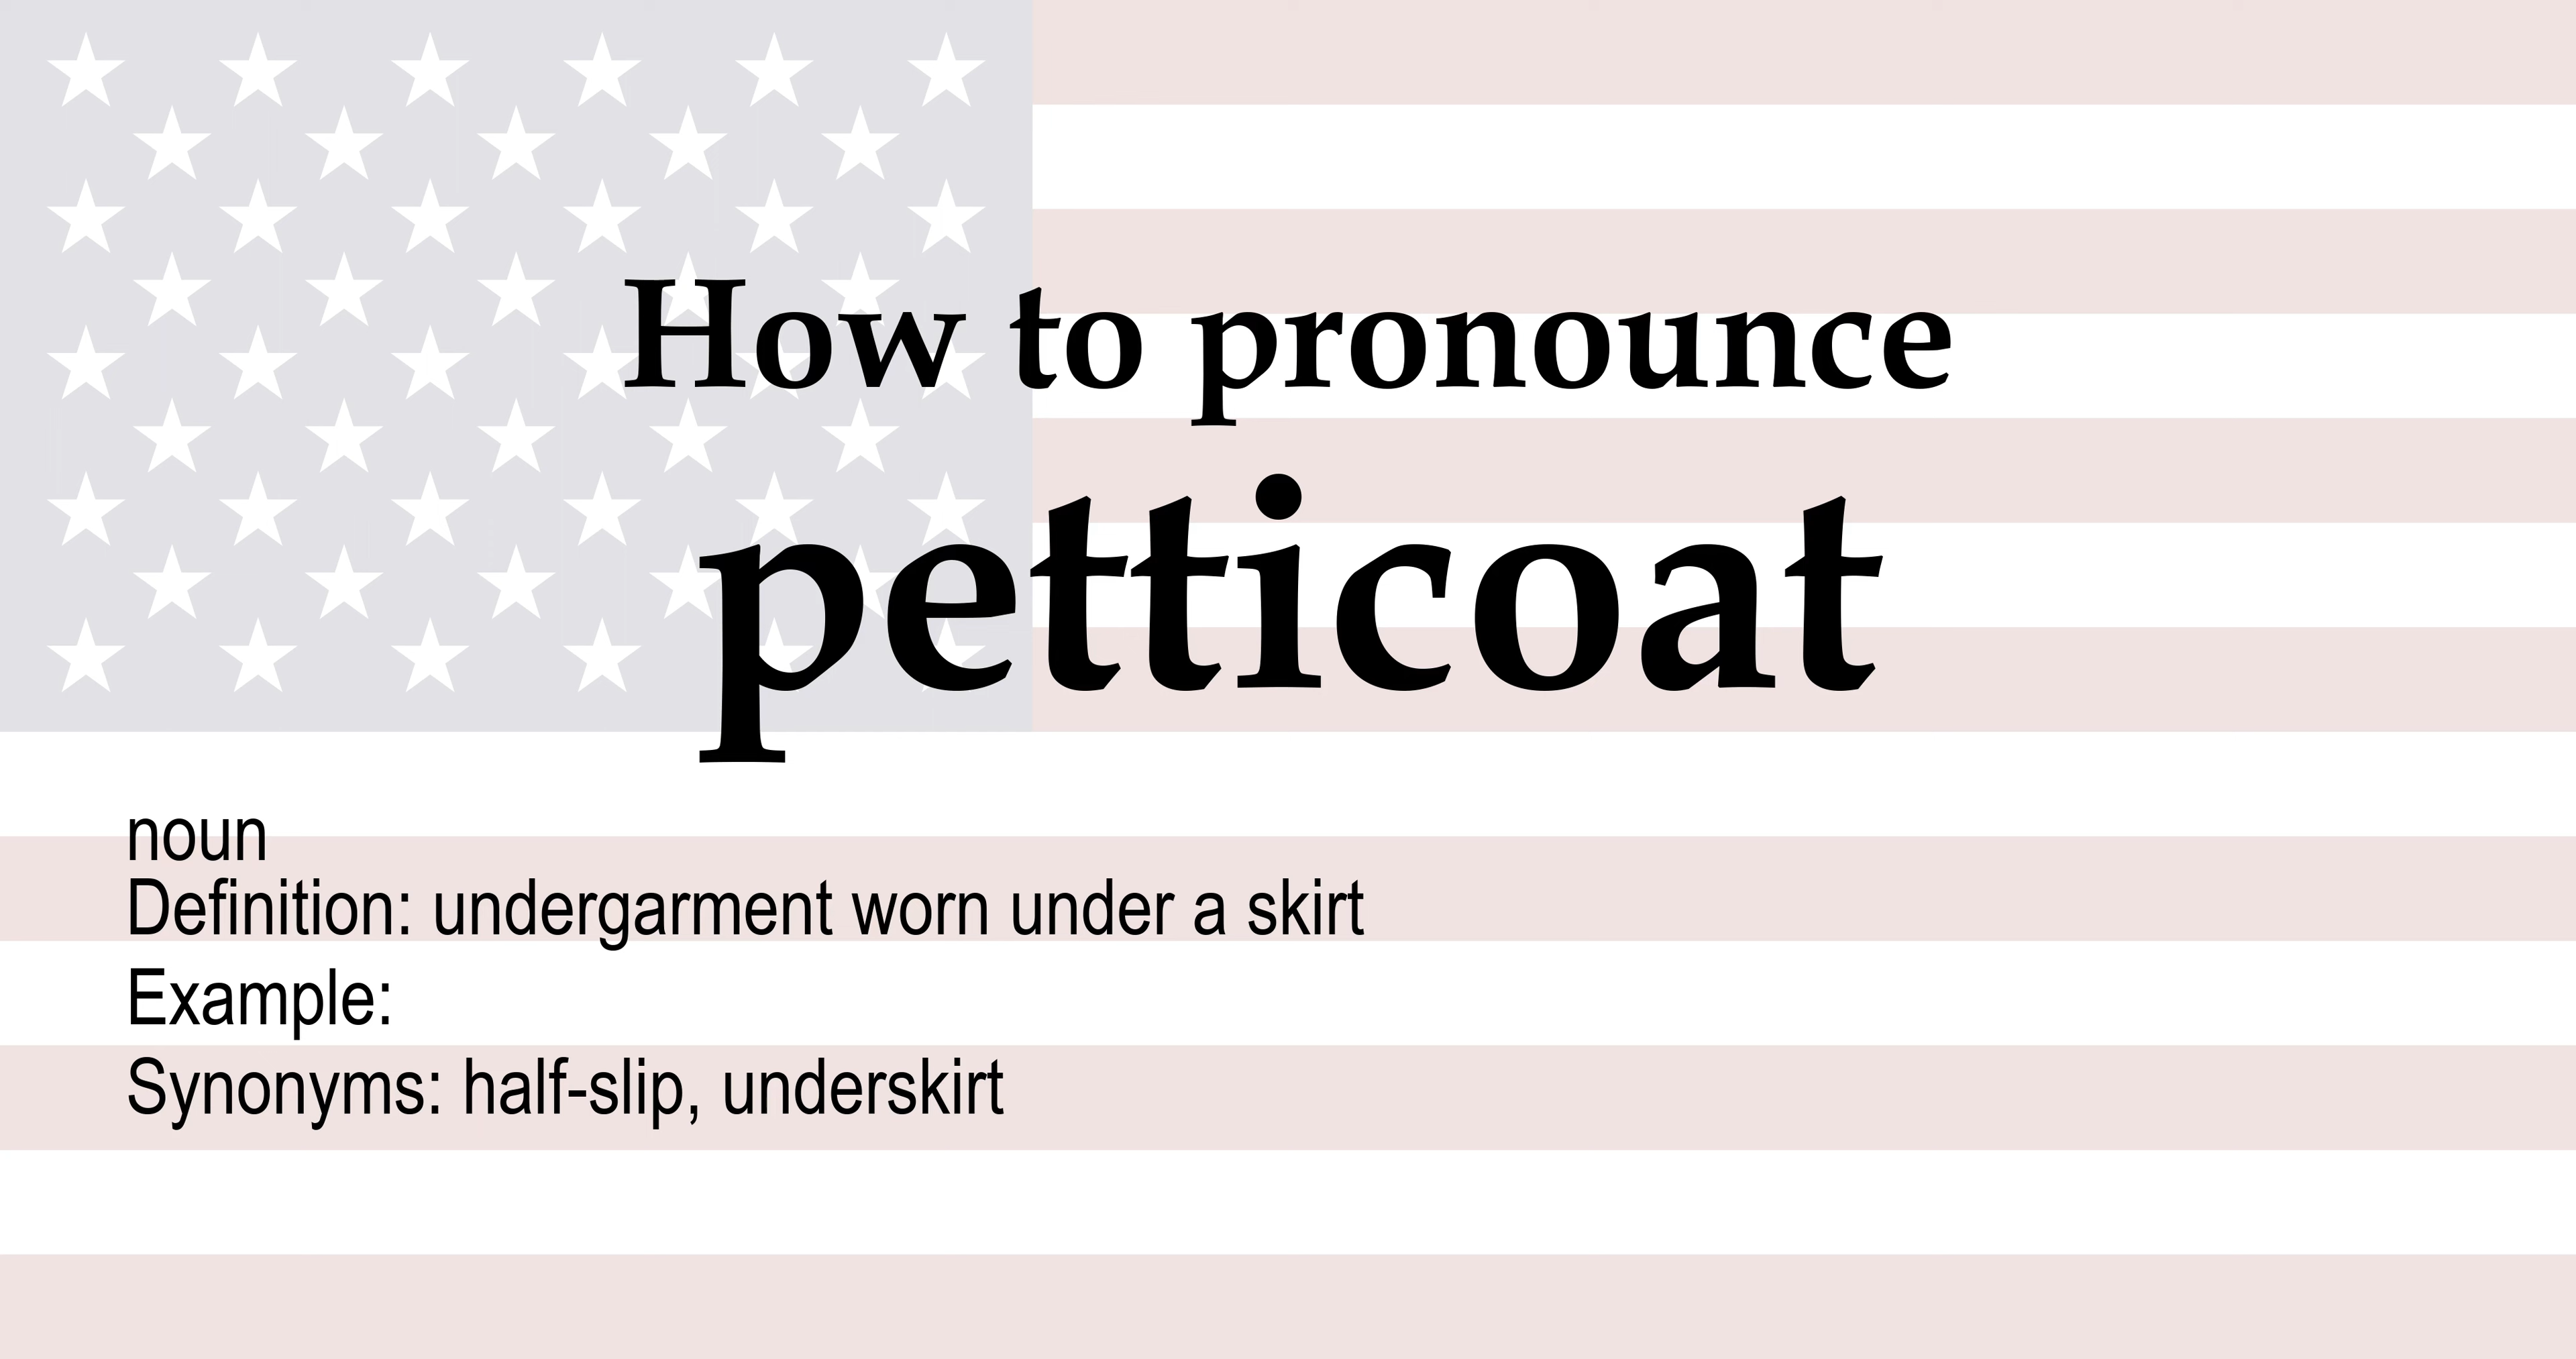 How to pronounce
petticoat
noun
Definition: undergarment worn under a skirt
Example:
Synonyms: half-slip, underskirt